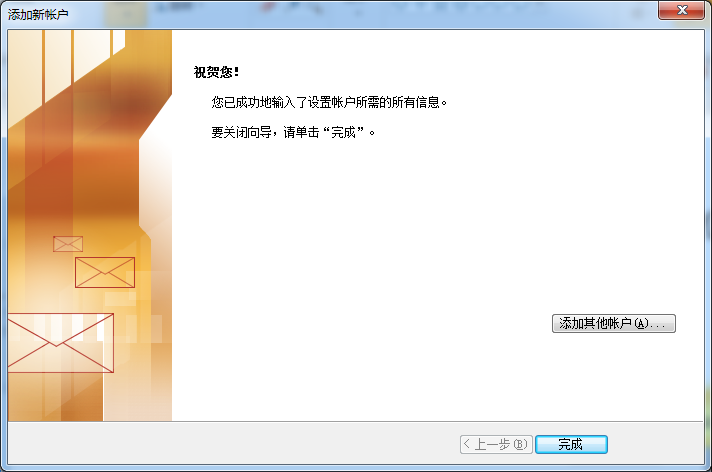 添加新帐户
祝贺您!
您已成功地输入了设置帐户所需的所有信息。
要关闭向导，请单击“完成”。
添加其他帐户(A)...
< 上一步(B)
完成